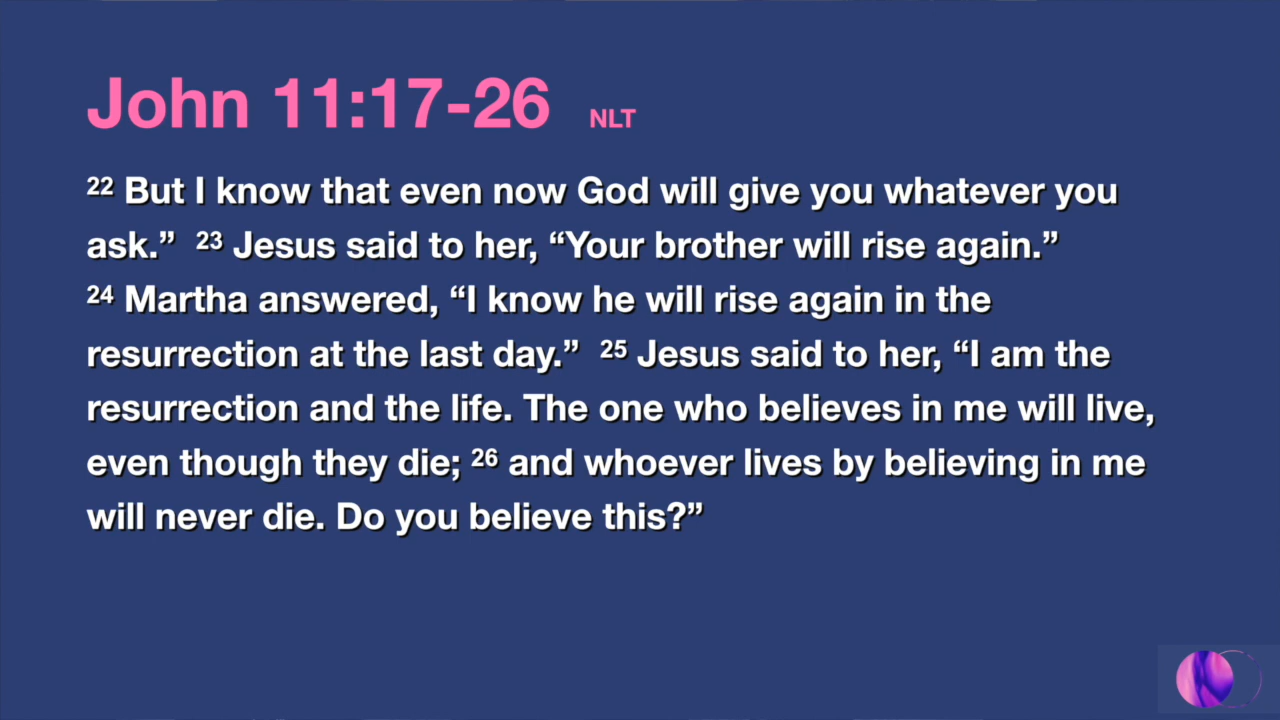 John 11:17-26 NLT
22 But I know that even now God will give you whatever you
ask.” 23 Jesus said to her, “Your brother will rise again.”
24 Martha answered, “I know he will rise again in the
resurrection at the last day.” 25 Jesus said to her, “I am the
resurrection and the life. The one who believes in me will live,
even though they die; 26 and whoever lives by believing in me
will never die. Do you believe this?”